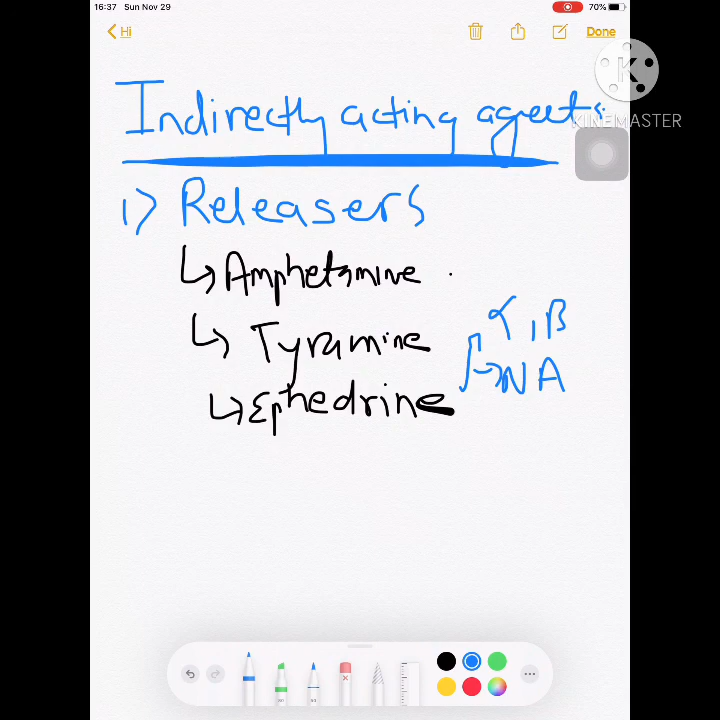 16:37 Sun Nov 29 70%
Hi Done
K
KINEMASTER
Indirectly acting agents
1) Releasers
↳ Amphetamine
↳ Tyramine
↳ Ephedrine
α, β
→ NA